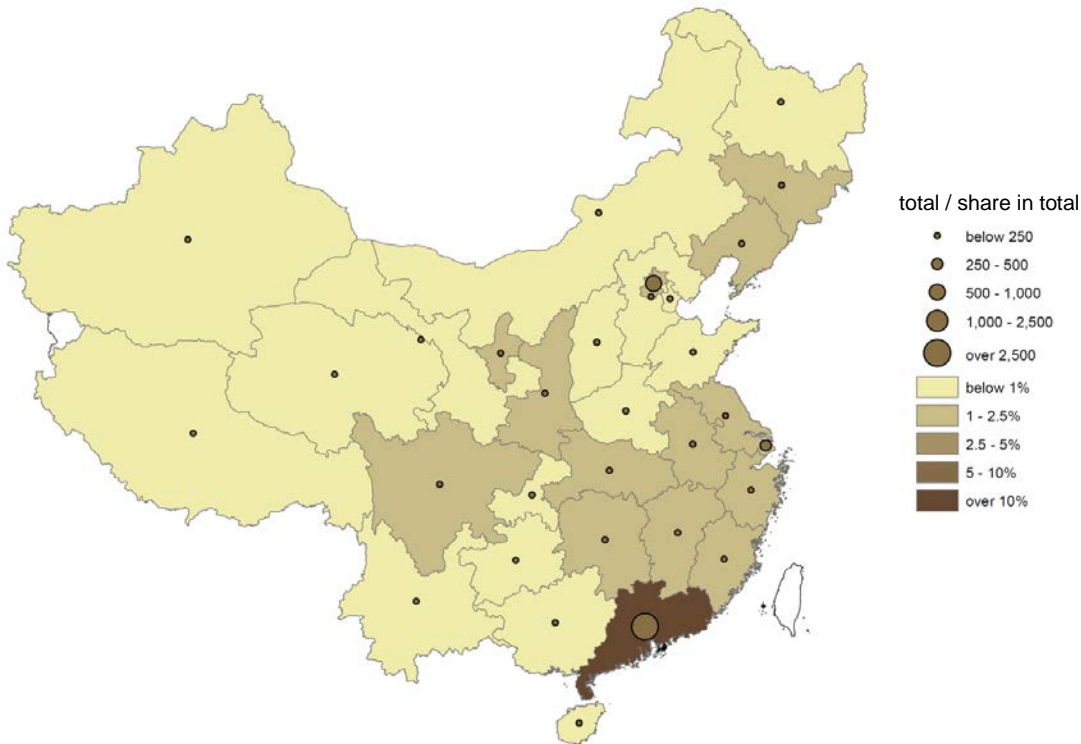 total / share in total
below 250
250 - 500
500 - 1,000
1,000 - 2,500
over 2,500
below 1%
1 - 2.5%
2.5 - 5%
5 - 10%
over 10%